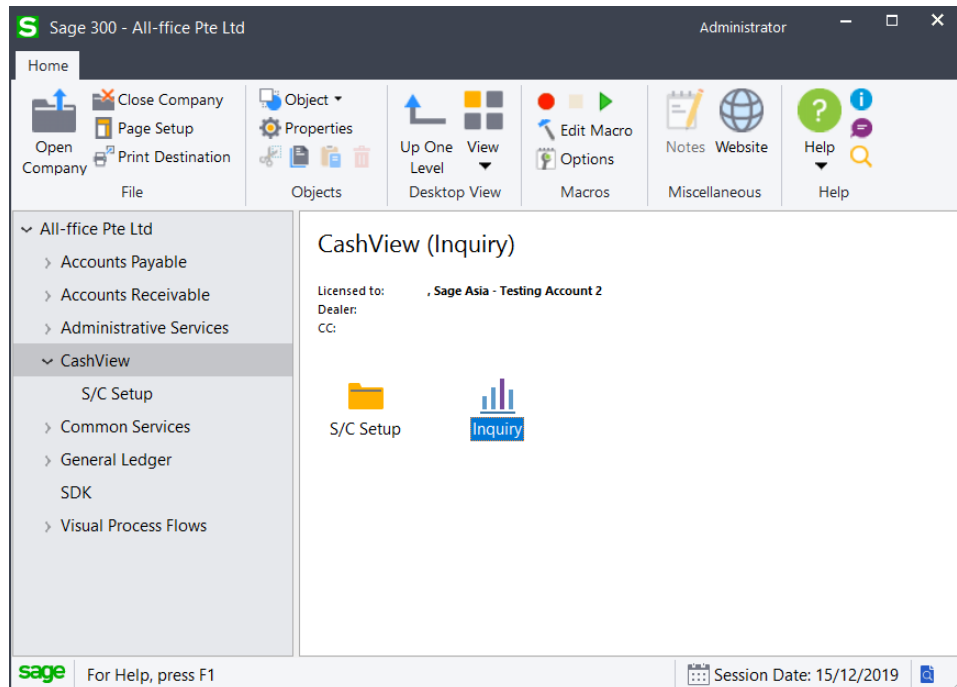 S Sage 300 - All-ffice Pte Ltd
Administrator
Home
Open Company
Close Company
Page Setup
Print Destination
File
Object
Properties
Objects
Up One Level
View
Desktop View
Edit Macro
Options
Macros
Notes
Website
Miscellaneous
?
Help
i
Help
All-ffice Pte Ltd
Accounts Payable
Accounts Receivable
Administrative Services
CashView
S/C Setup
Common Services
General Ledger
SDK
Visual Process Flows
CashView (Inquiry)
Licensed to: , Sage Asia - Testing Account 2
Dealer:
CC:
S/C Setup
Inquiry
sage
For Help, press F1
Session Date: 15/12/2019